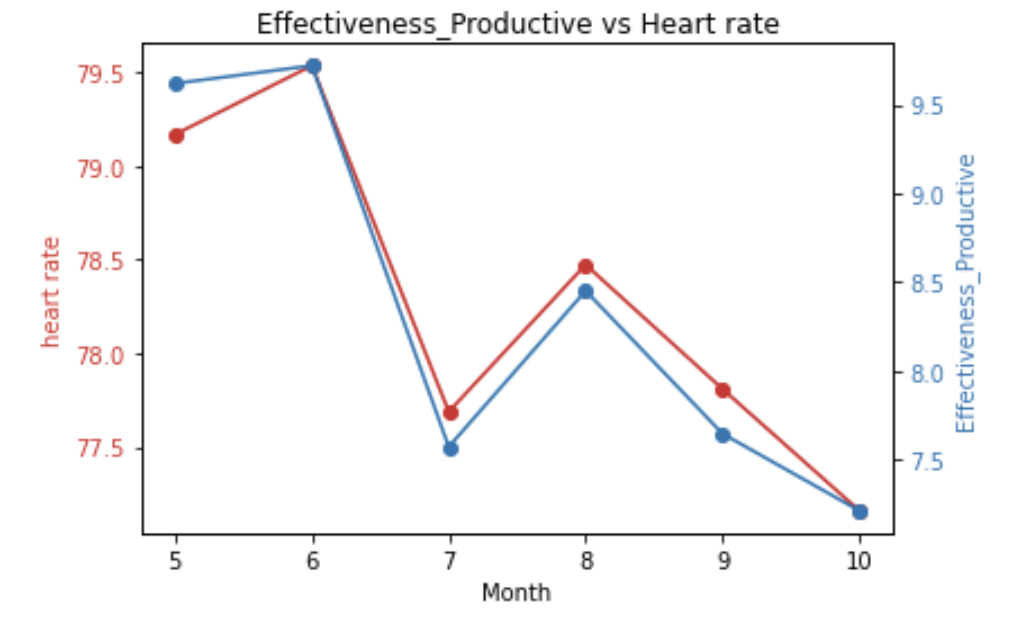 Effectiveness_Productive vs Heart rate
79.5
79.0
78.5
78.0
77.5
heart rate
9.5
9.0
8.5
8.0
7.5
Effectiveness_Productive
5 6 7 8 9 10
Month